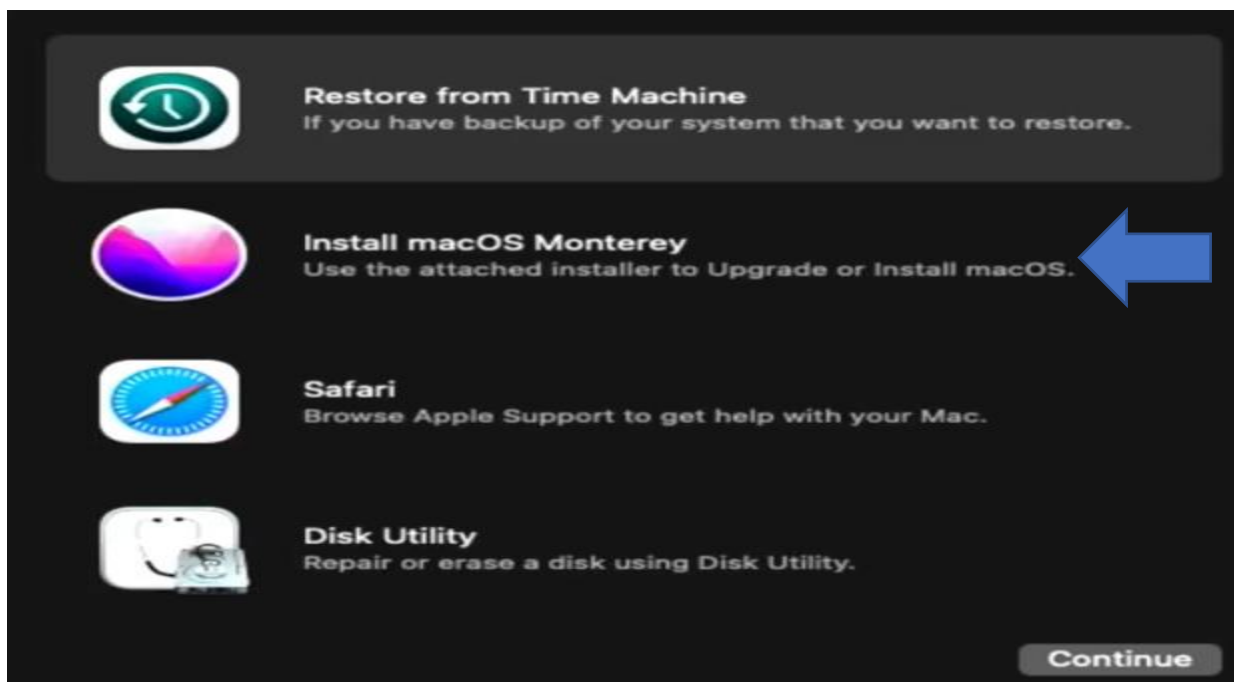 Restore from Time Machine
If you have backup of your system that you want to restore.
Install macOS Monterey
Use the attached installer to Upgrade or Install macOS.
Safari
Browse Apple Support to get help with your Mac.
Disk Utility
Repair or erase a disk using Disk Utility.
Continue